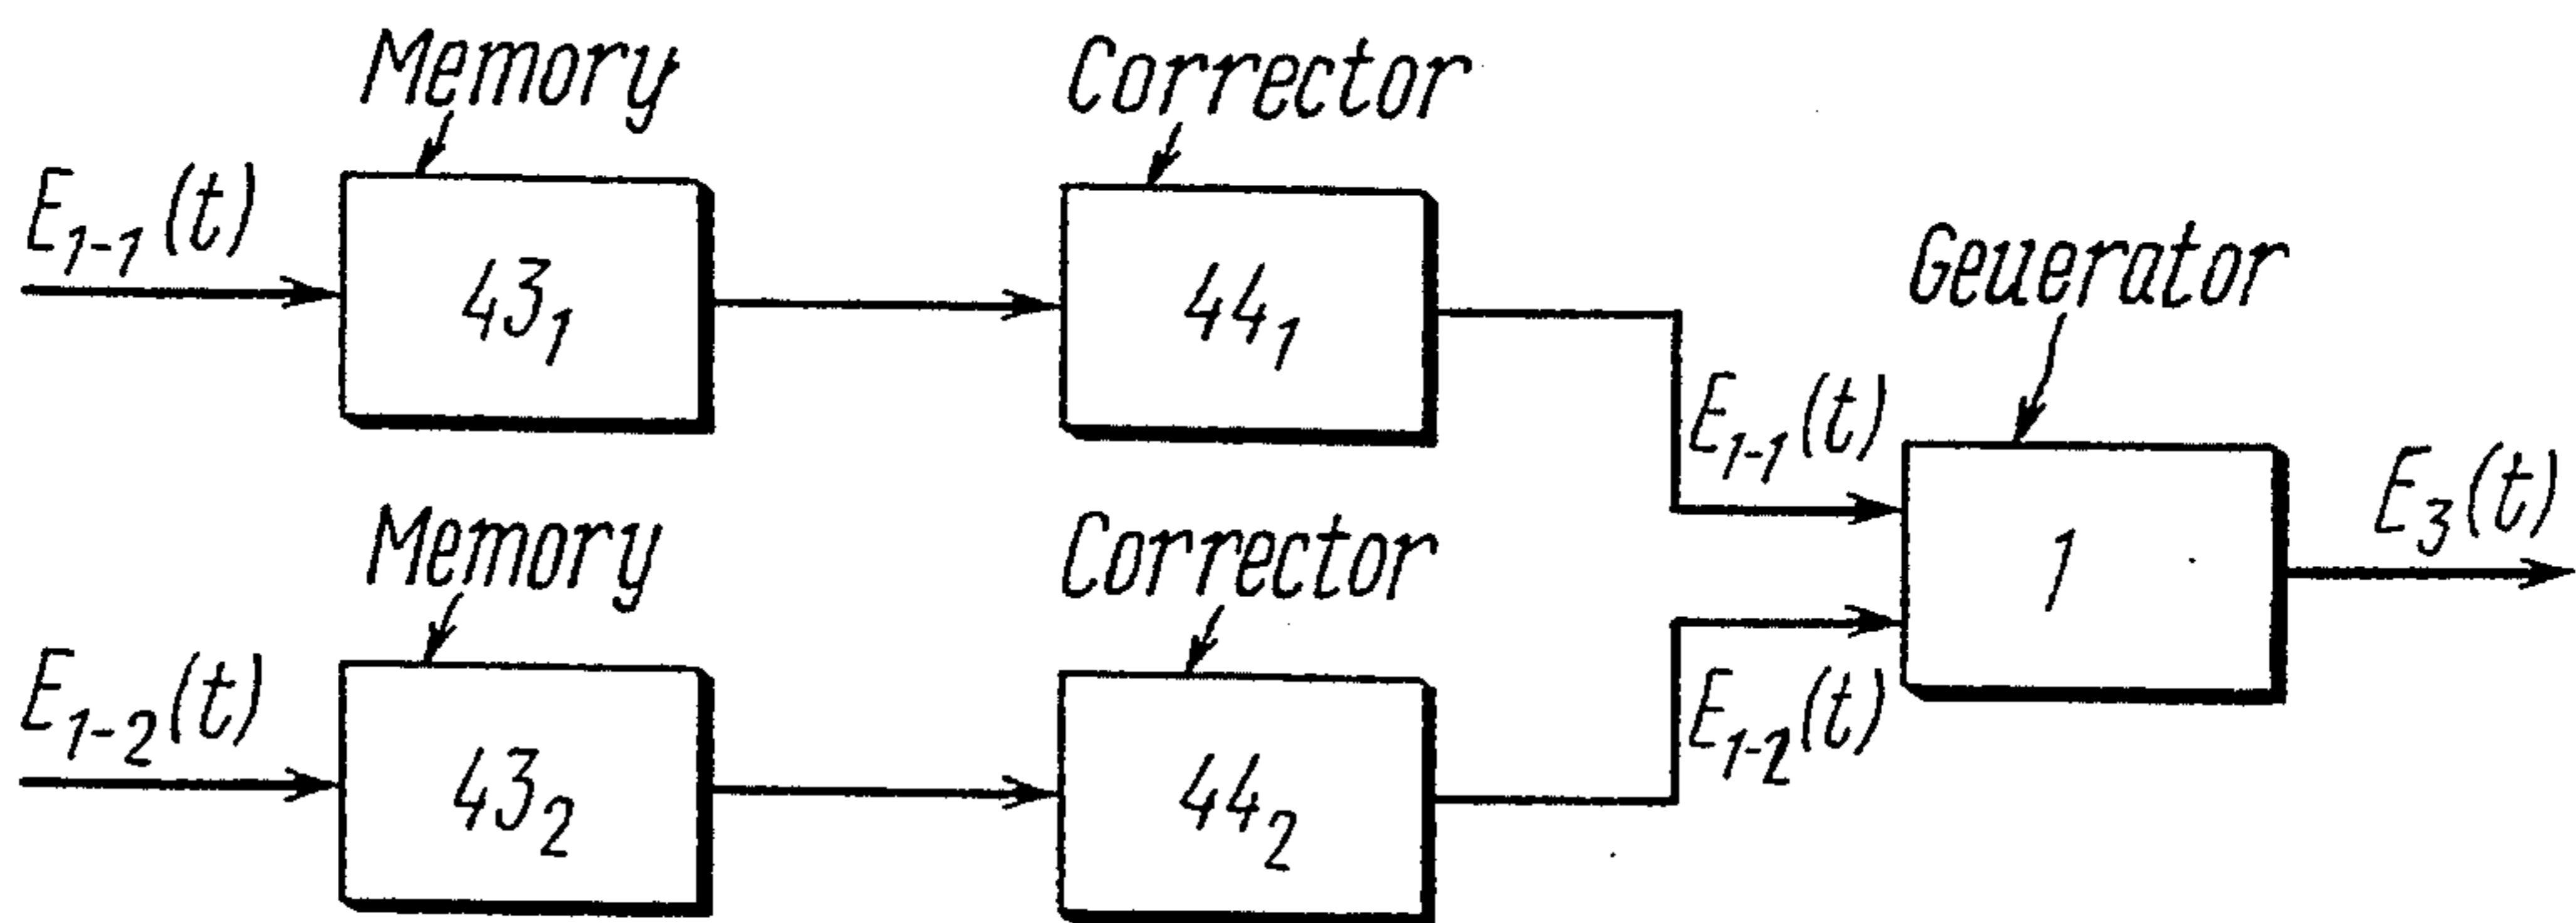 Memory
Corrector
E₁₋₁(t)
43₁
44₁
Geuerator
E₁₋₁(t)
E₃(t)
1
Memory
Corrector
E₁₋₂(t)
43₂
44₂
E₁₋₂(t)